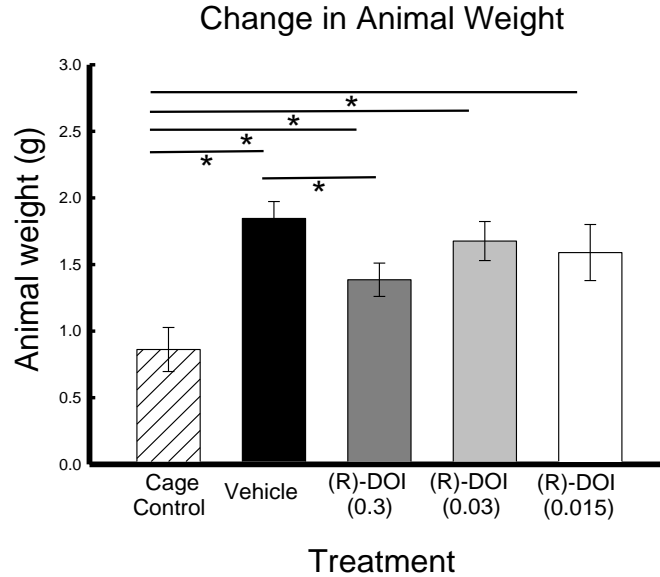 Change in Animal Weight
Animal weight (g)
3.0
2.5
2.0
1.5
1.0
0.5
0.0
*
*
*
*
*
Cage
Control
Vehicle
(R)-DOI
(0.3)
(R)-DOI
(0.03)
(R)-DOI
(0.015)
Treatment